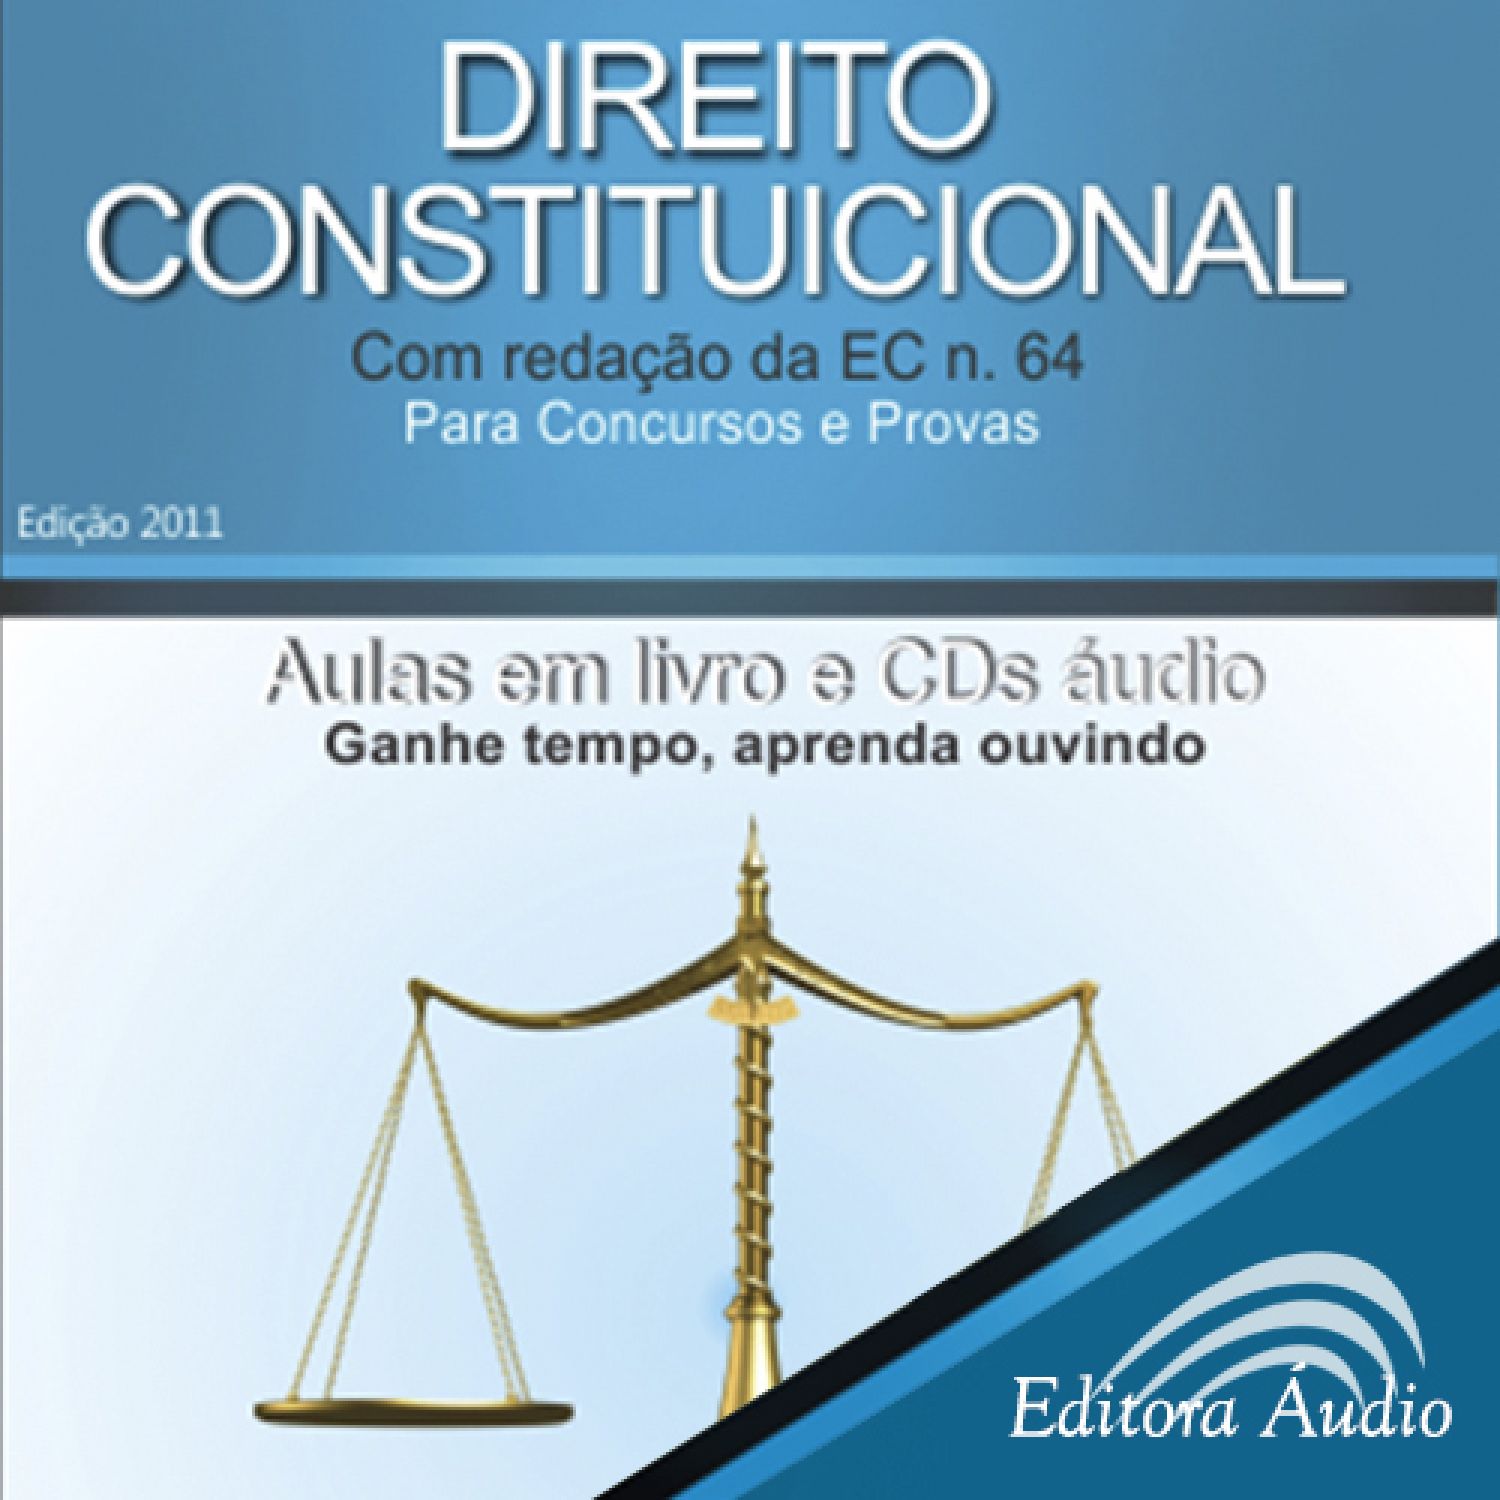 DIREITO
CONSTITUICIONAL
Com redação da EC n. 64
Para Concursos e Provas
Edição 2011
Aulas em livro e CDs áudio
Ganhe tempo, aprenda ouvindo
Editora Áudio